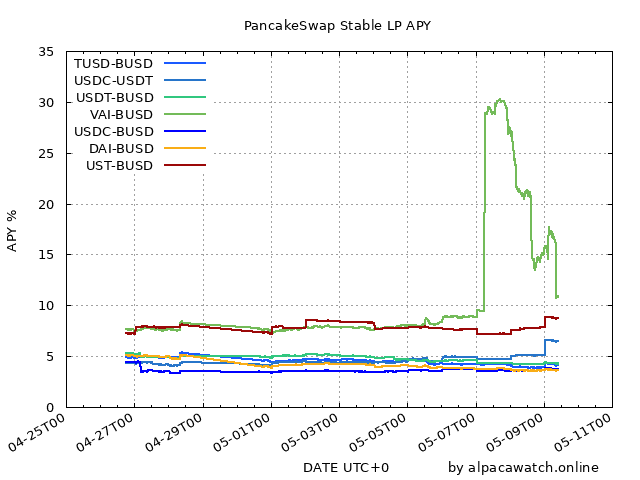 PancakeSwap Stable LP APY
35
30
25
20
15
10
5
0
APY %
TUSD-BUSD
USDC-USDT
USDT-BUSD
VAI-BUSD
USDC-BUSD
DAI-BUSD
UST-BUSD
04-25T00
04-27T00
04-29T00
05-01T00
05-03T00
05-05T00
05-07T00
05-09T00
05-11T00
DATE UTC+0
by alpacawatch.online